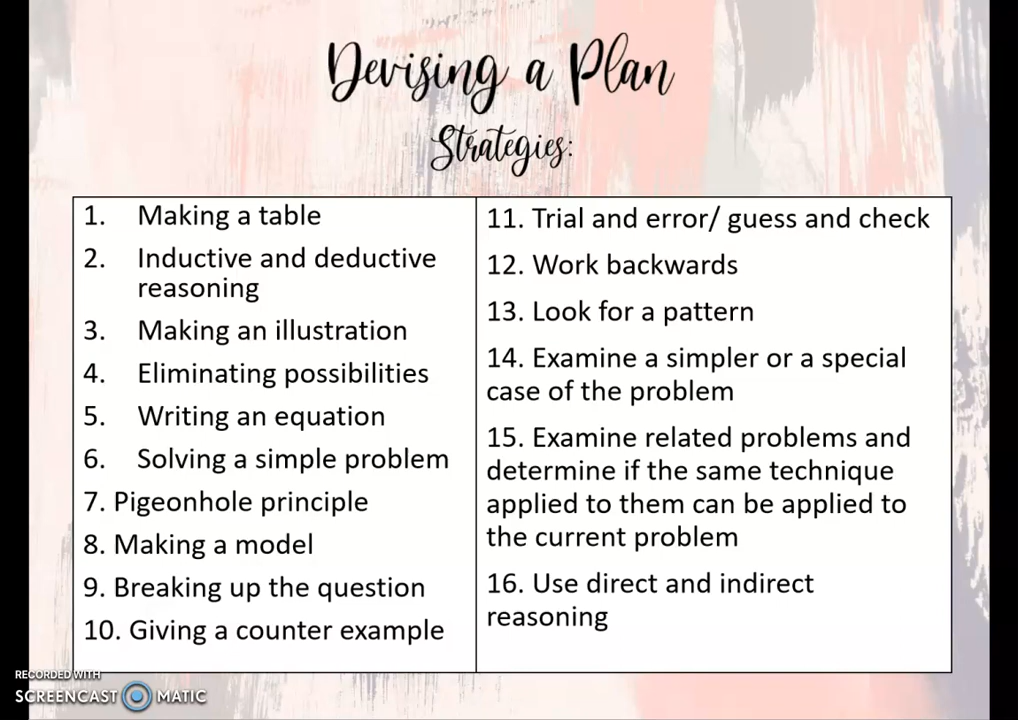 Devising a Plan
Strategies:
1. Making a table
2. Inductive and deductive
reasoning
3. Making an illustration
4. Eliminating possibilities
5. Writing an equation
6. Solving a simple problem
7. Pigeonhole principle
8. Making a model
9. Breaking up the question
10. Giving a counter example
11. Trial and error/ guess and check
12. Work backwards
13. Look for a pattern
14. Examine a simpler or a special
case of the problem
15. Examine related problems and
determine if the same technique
applied to them can be applied to
the current problem
16. Use direct and indirect
reasoning
RECORDED WITH
SCREENCAST MATIC